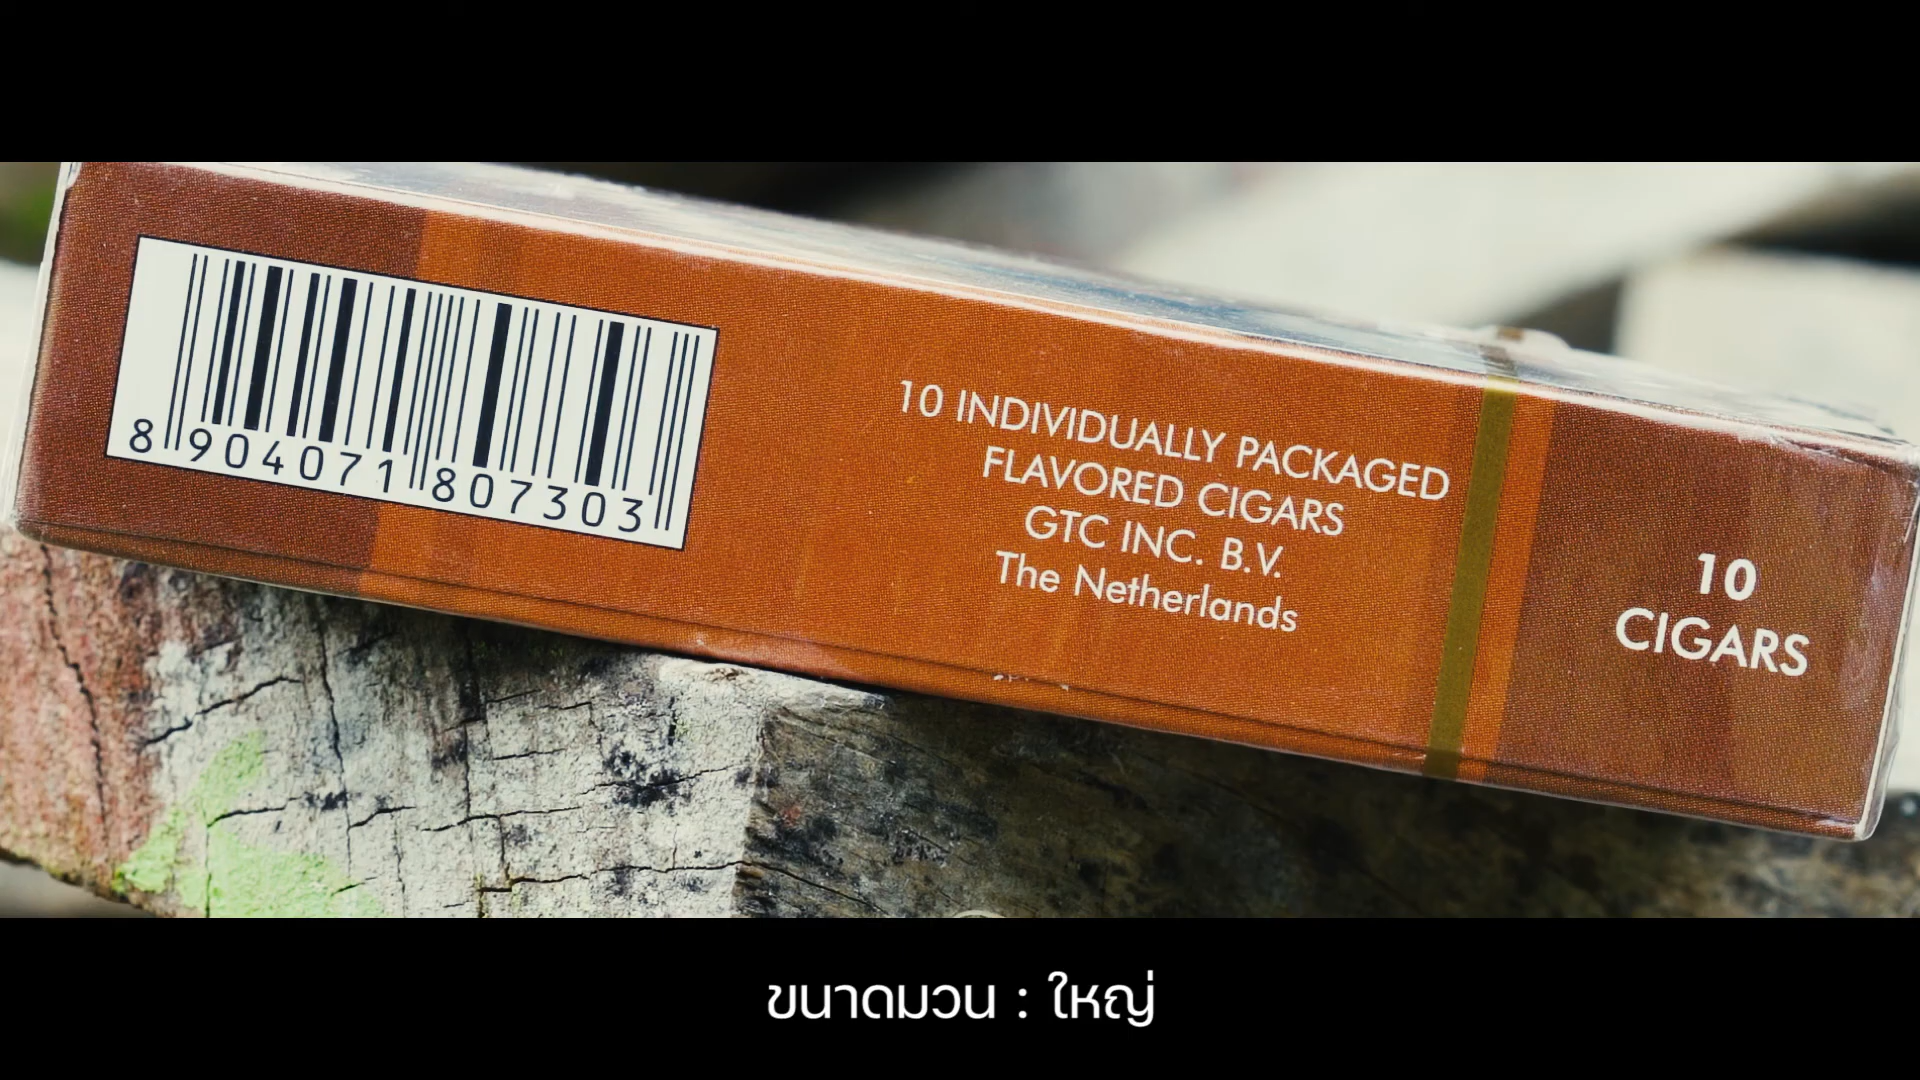 8 904071 807303
10 INDIVIDUALLY PACKAGED
FLAVORED CIGARS
GTC INC. B.V.
The Netherlands
10
CIGARS
ขนาดมวน : ใหญ่